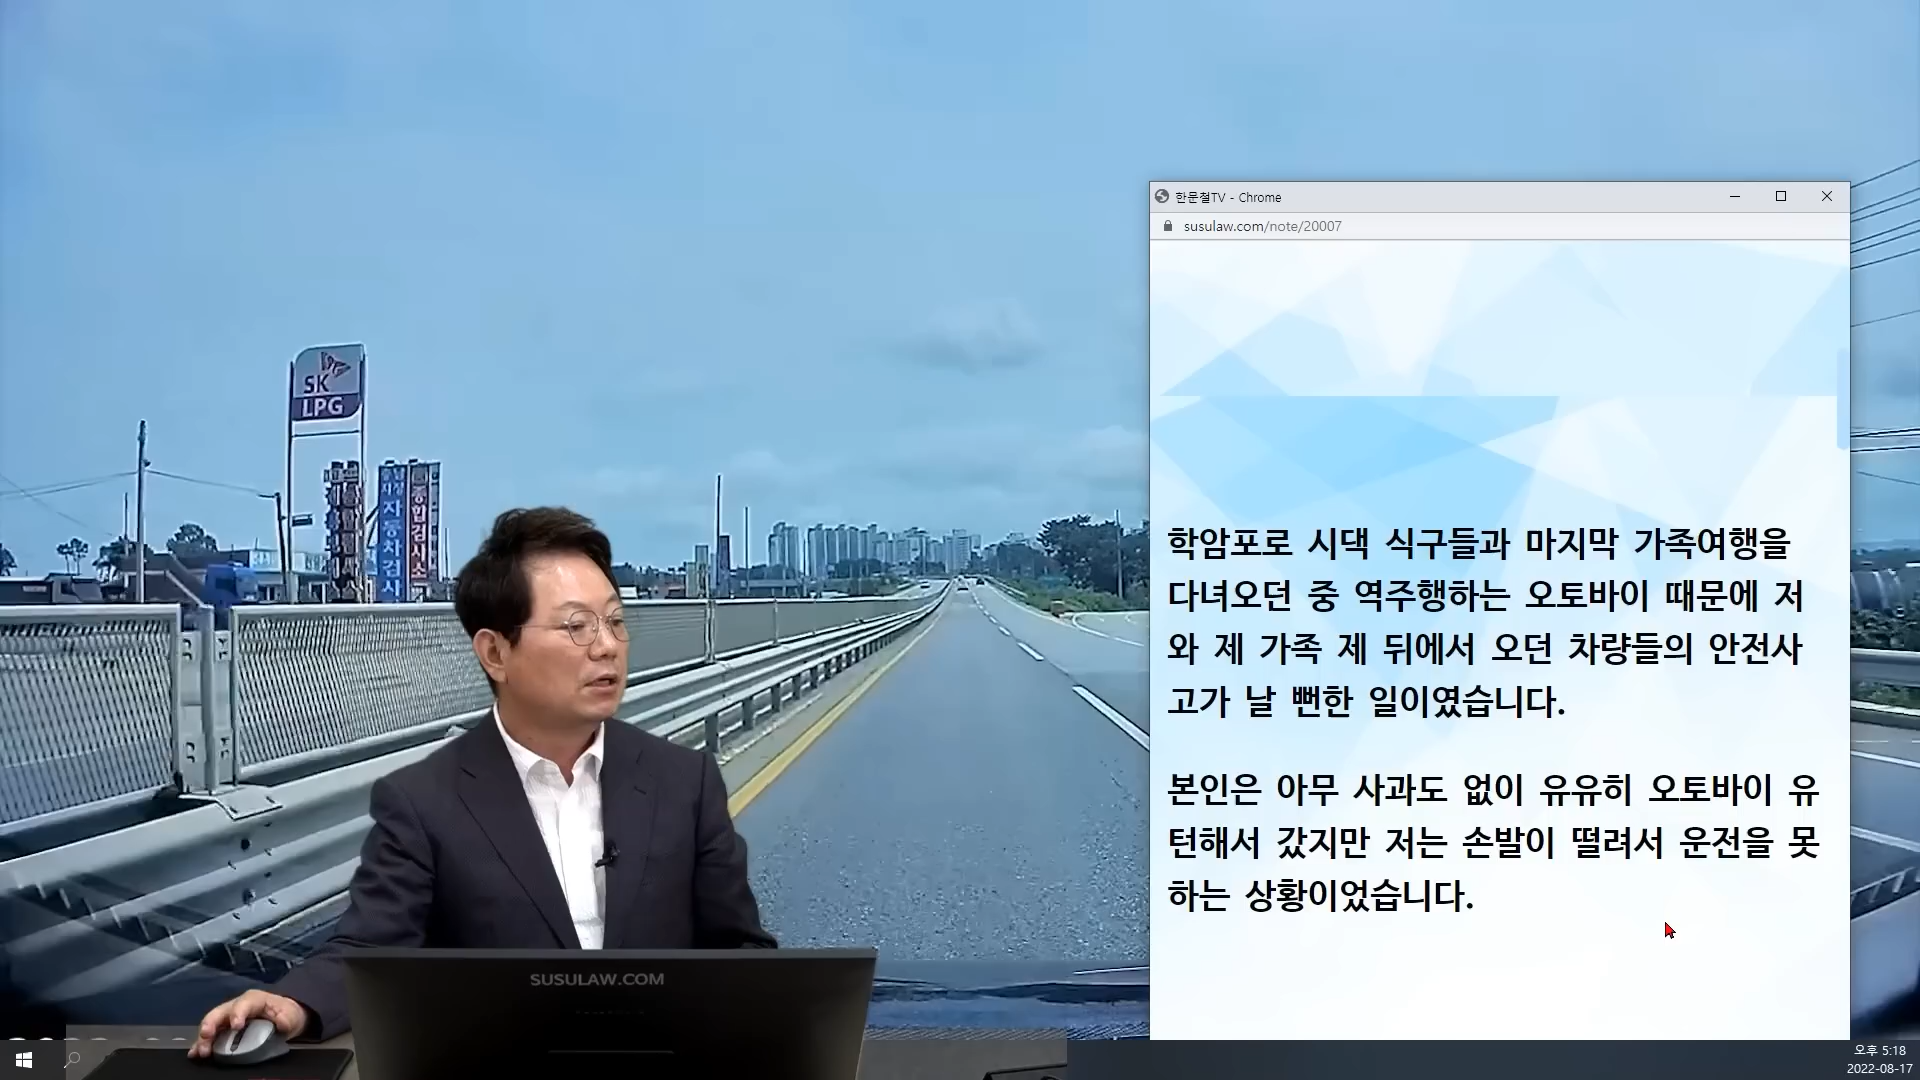 한문철TV - Chrome
susulaw.com/note/20007
학암포로 시댁 식구들과 마지막 가족여행을
다녀오던 중 역주행하는 오토바이 때문에 저
와 제 가족 제 뒤에서 오던 차량들의 안전사
고가 날 뻔한 일이였습니다.
본인은 아무 사과도 없이 유유히 오토바이 유
턴해서 갔지만 저는 손발이 떨려서 운전을 못
하는 상황이었습니다.
SK
LPG
자동차검사
종합검사소
SUSULAW.COM
오후 5:18
2022-08-17